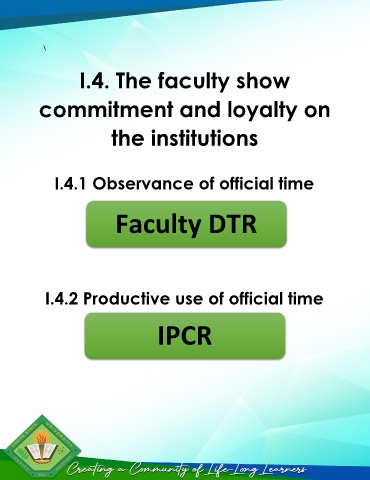 \
I.4. The faculty show
commitment and loyalty on
the institutions
I.4.1 Observance of official time
Faculty DTR
I.4.2 Productive use of official time
IPCR
Creating a Community of Life-Long Learners